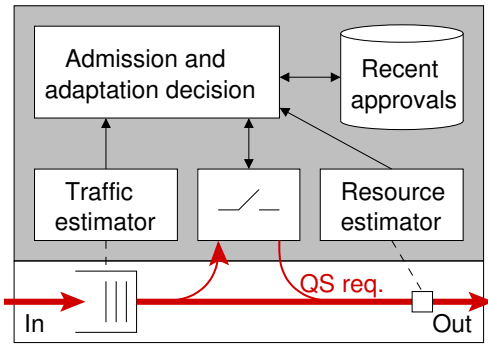 Admission and
adaptation decision
Recent
approvals
Traffic
estimator
Resource
estimator
QS req.
In
Out